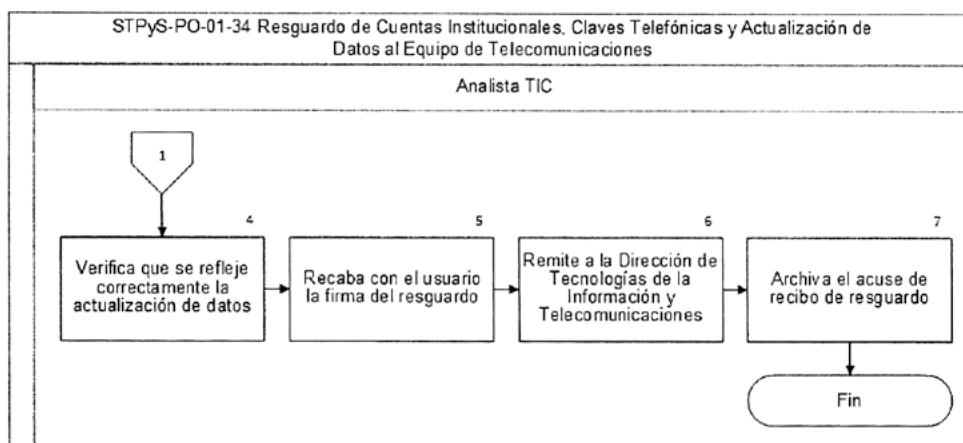 STPyS-PO-01-34 Resguardo de Cuentas Institucionales, Claves Telefónicas y Actualización de
Datos al Equipo de Telecomunicaciones
Analista TIC
1
4
Verifica que se refleje
correctamente la
actualización de datos
5
Recaba con el usuario
la firma del resguardo
6
Remite a la Dirección de
Tecnologías de la
Información y
Telecomunicaciones
7
Archiva el acuse de
recibo de resguardo
Fin